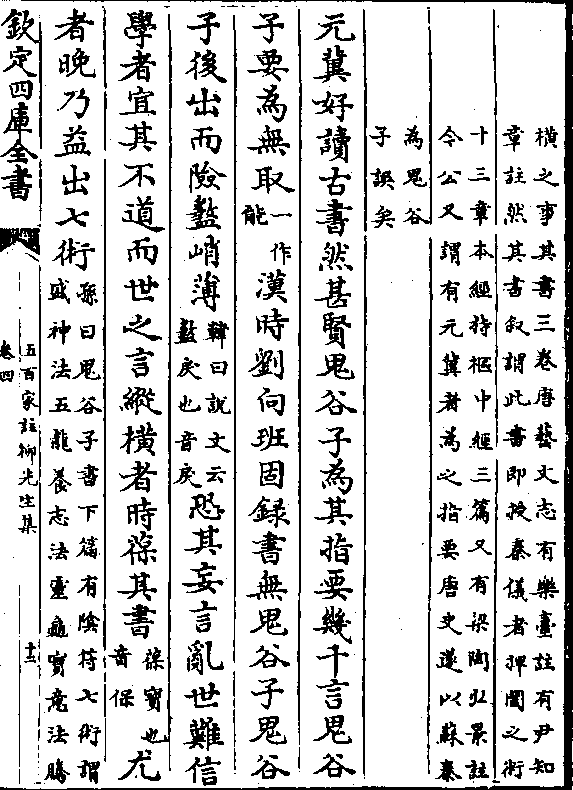 橫之事其書三卷唐藝文志有樂臺註有尹知
章註然其書叙謂此書即授秦儀者捭闔之術
十三章本經持樞中經三篇又有梁陶弘景註
令公又謂有元冀者為之指要唐史遂以蘇秦
為鬼谷
子誤矣
元冀好讀古書然甚賢鬼谷子為其指要幾千言鬼谷
子要為無取一作能漢時劉向班固録書無鬼谷子鬼谷
子後出而險盭峭薄韓曰說文云盭戾也音戾恐其妄言亂世難信
學者宜其不道而世之言縱橫者時葆其書葆寶也音保尤
者晚乃益出七術孫曰鬼谷子書下篇有陰符七術謂盛神法五龍養志法靈龜實意法騰
欽定四庫全書
五百家註柳先生集
卷四
十三